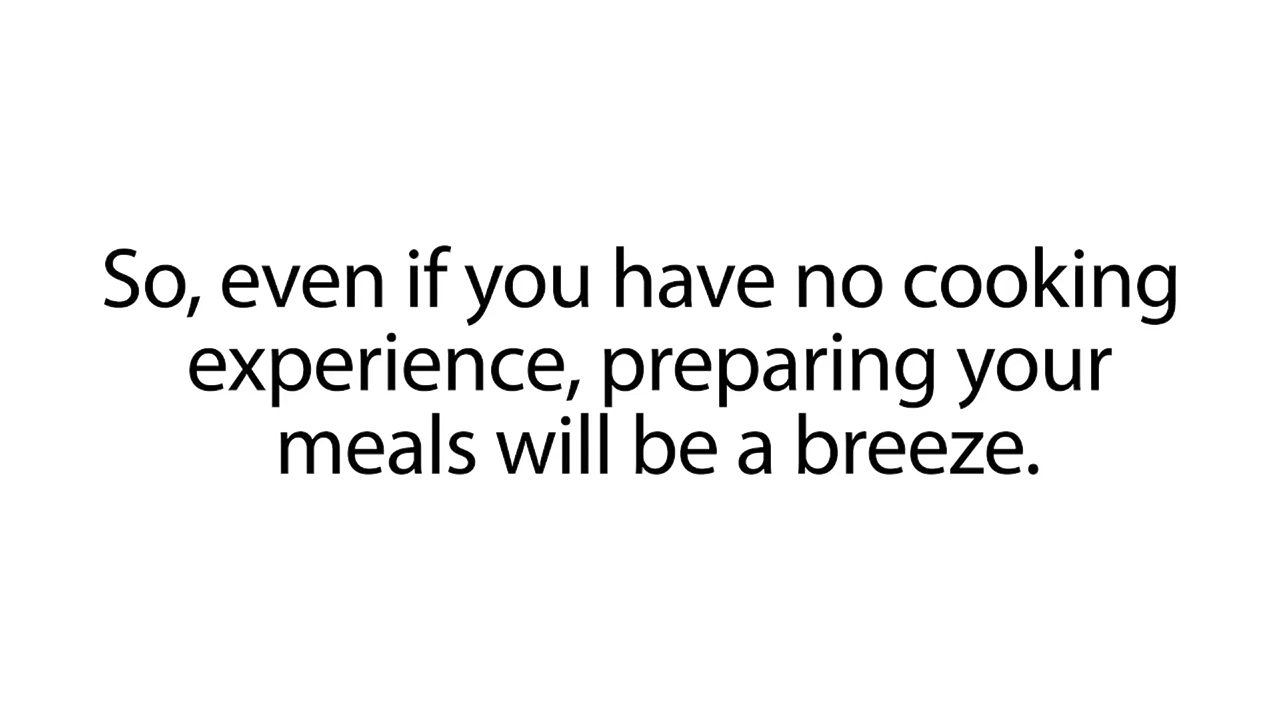 So, even if you have no cooking
experience, preparing your
meals will be a breeze.